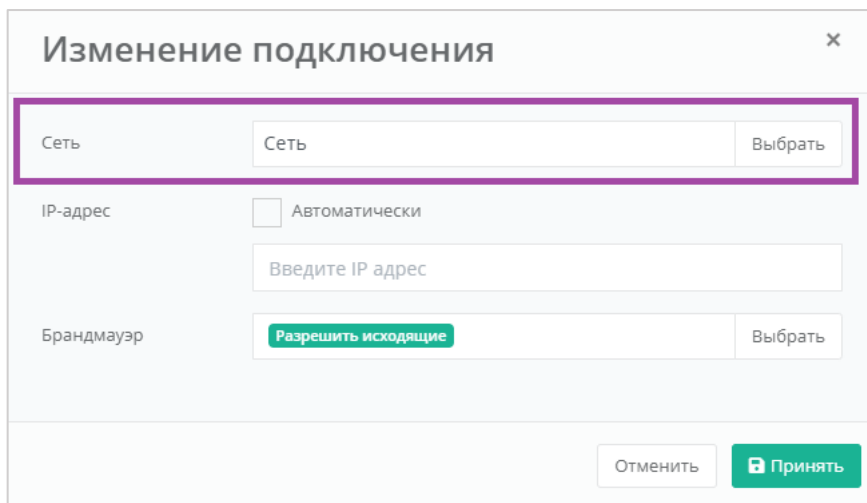 Изменение подключения ×
Сеть Сеть Выбрать
IP-адрес Автоматически
Введите IP адрес
Брандмауэр Разрешить исходящие Выбрать
Отменить Принять